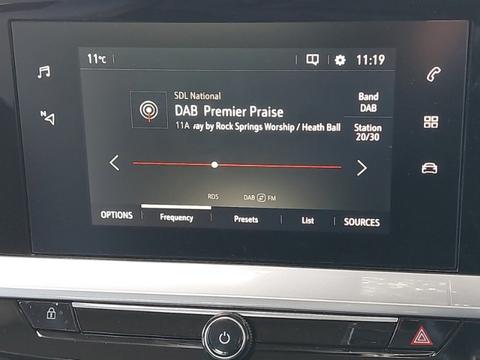 11°C 11:19
SDL National
DAB Premier Praise
Band
DAB
11A ray by Rock Springs Worship / Heath Ball
Station
20/30
N
RDS DAB FM
OPTIONS Frequency Presets List SOURCES